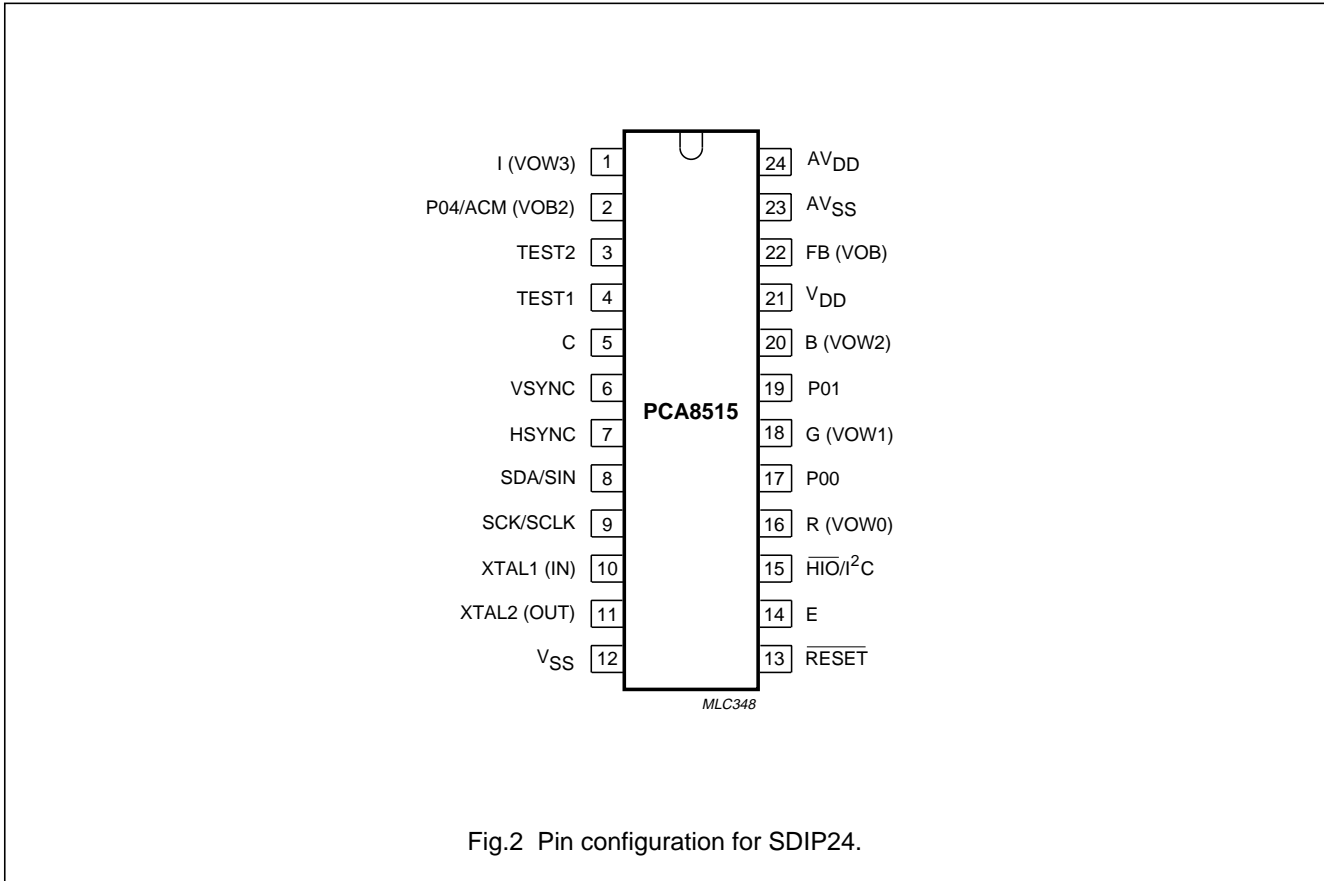 I (VOW3) 1 24 AVDD
P04/ACM (VOB2) 2 23 AVSS
TEST2 3 22 FB (VOB)
TEST1 4 21 VDD
C 5 20 B (VOW2)
VSYNC 6 19 P01
PCA8515
HSYNC 7 18 G (VOW1)
SDA/SIN 8 17 P00
SCK/SCLK 9 16 R (VOW0)
XTAL1 (IN) 10 15 H̅I̅O̅/I²C
XTAL2 (OUT) 11 14 E
VSS 12 13 R̅E̅S̅E̅T̅
MLC348
Fig.2 Pin configuration for SDIP24.